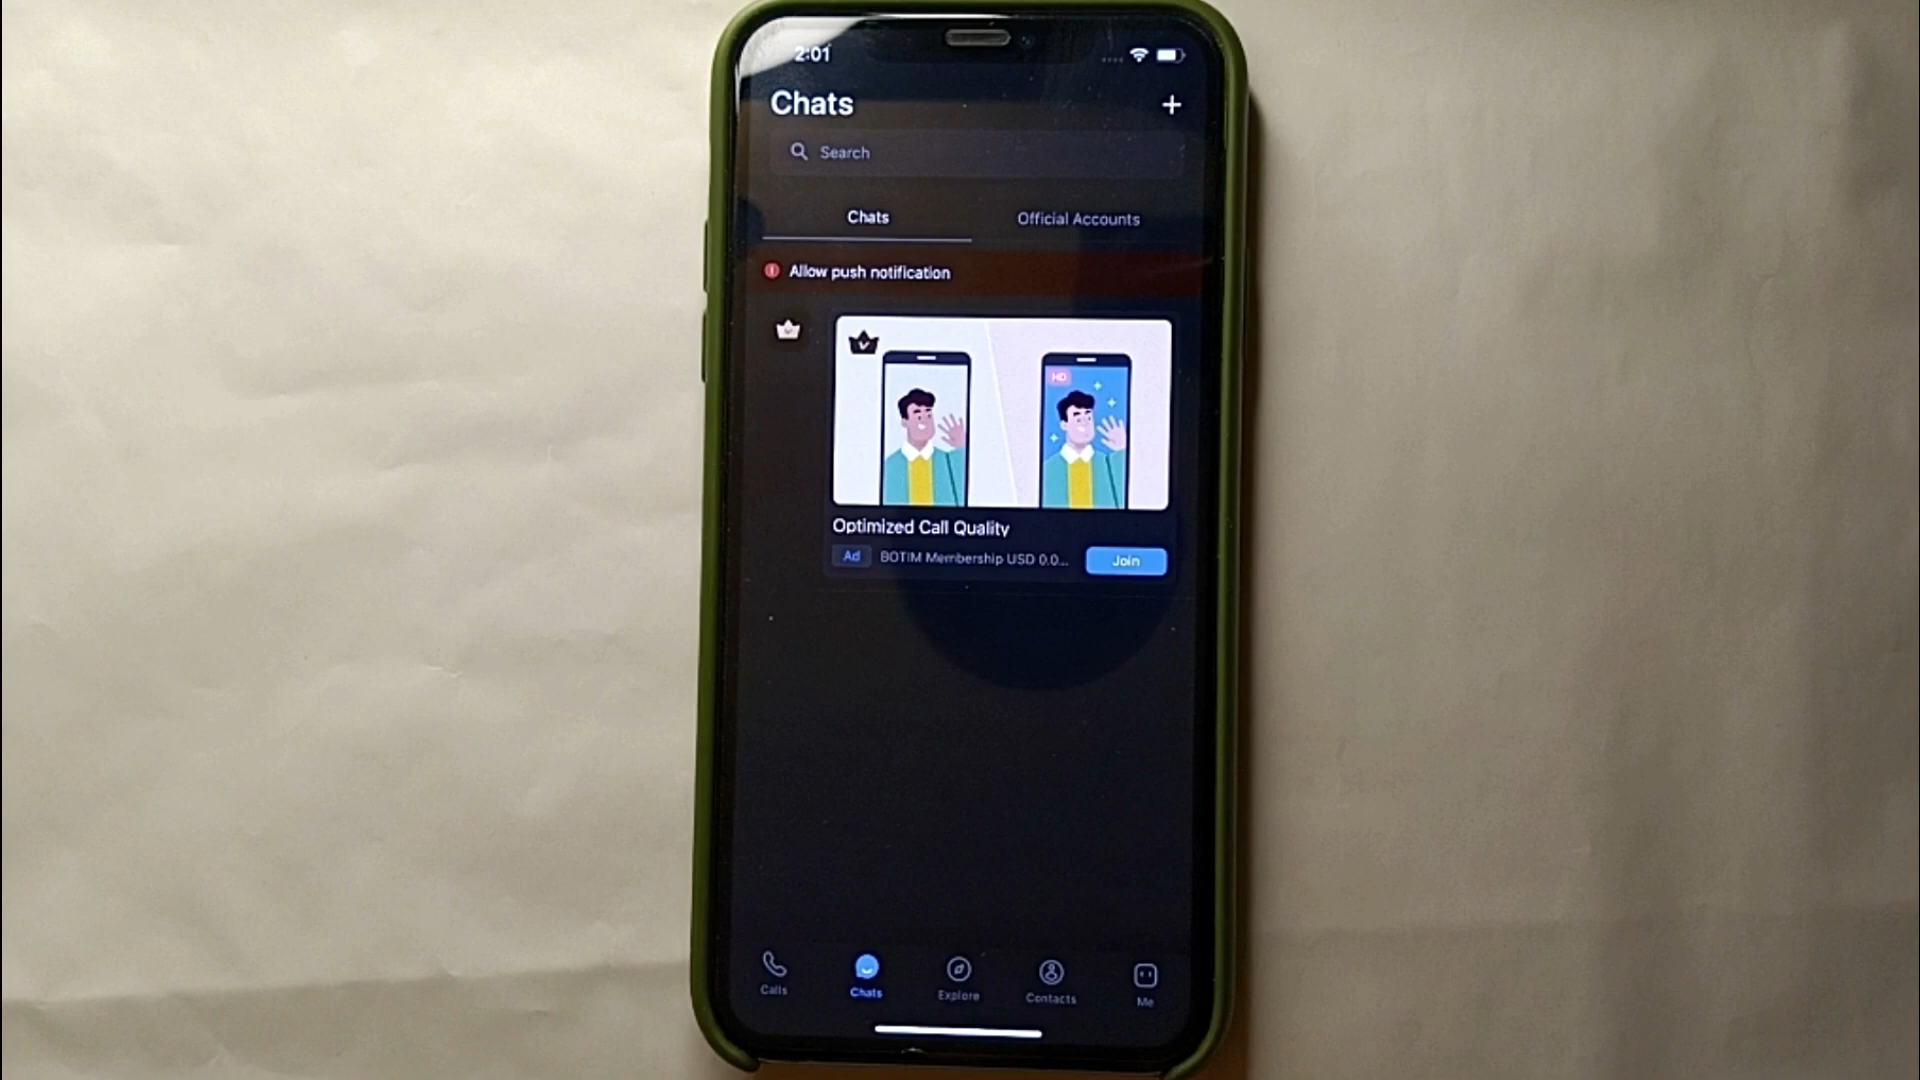 2:01
Chats
Search
Chats Official Accounts
Allow push notification
HD
Optimized Call Quality
Ad BOTIM Membership USD 0.0... Join
Calls Chats Explore Contacts Me